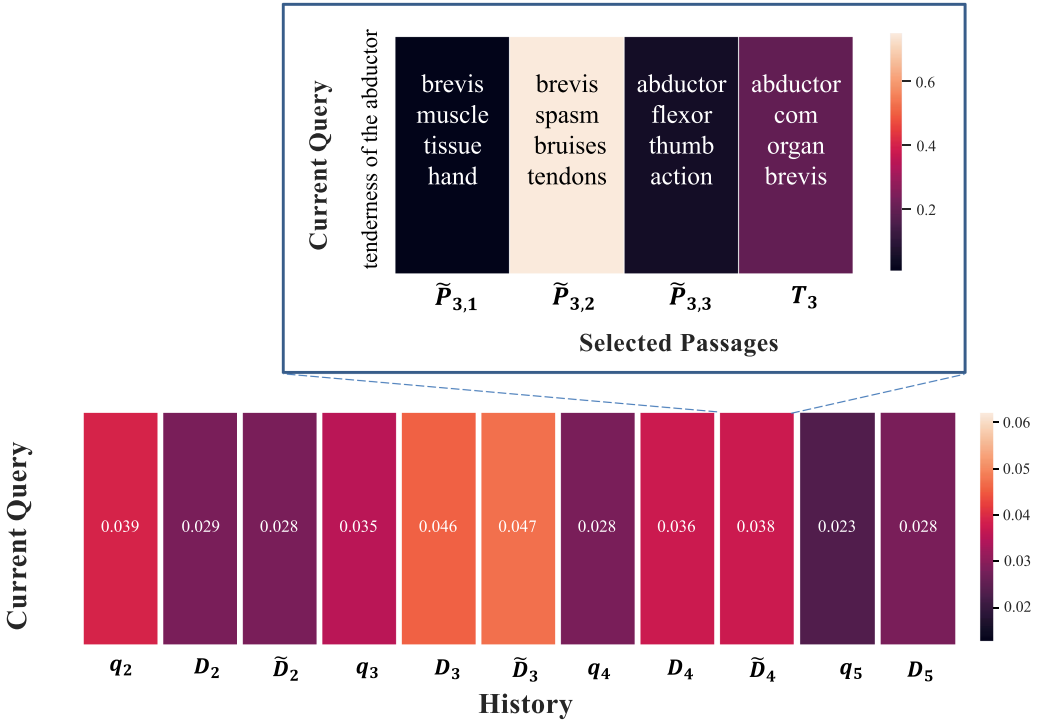 Current Query
tenderness of the abductor
brevis
muscle
tissue
hand
brevis
spasm
bruises
tendons
abductor
flexor
thumb
action
abductor
com
organ
brevis
0.6
0.4
0.2
P̃3,1
P̃3,2
P̃3,3
T3
Selected Passages
Current Query
0.039
0.029
0.028
0.035
0.046
0.047
0.028
0.036
0.038
0.023
0.028
0.06
0.05
0.04
0.03
0.02
q2
D2
D̃2
q3
D3
D̃3
q4
D4
D̃4
q5
D5
History